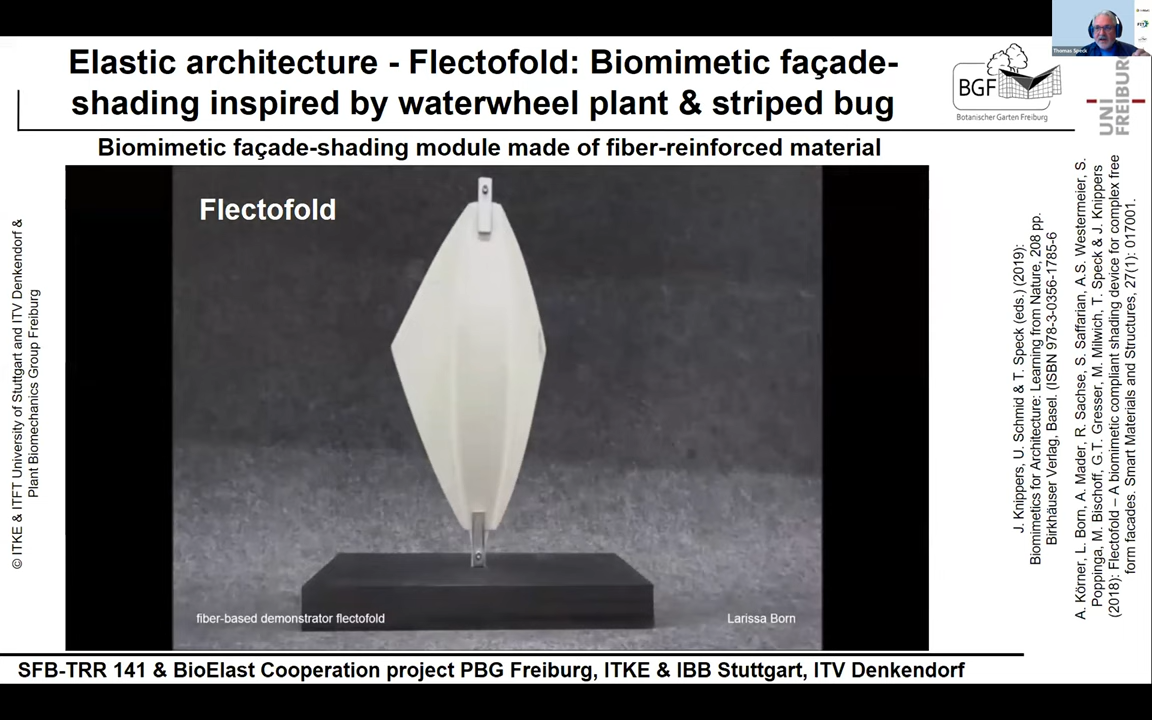 Elastic architecture - Flectofold: Biomimetic façade-
shading inspired by waterwheel plant & striped bug
Biomimetic façade-shading module made of fiber-reinforced material
BGF
Botanischer Garten Freiburg
UNI
FREIBURG
Thomas Speck
Flectofold
fiber-based demonstrator flectofold
Larissa Born
© ITKE & ITFT University of Stuttgart and ITV Denkendorf &
Plant Biomechanics Group Freiburg
J. Knippers, U. Schmid & T. Speck (eds.) (2019):
Biomimetics for Architecture: Learning from Nature, 208 pp.
Birkhäuser Verlag, Basel. (ISBN 978-3-0356-1785-6
A. Körner, L. Born, A. Mader, R. Sachse, S. Saffarian, A.S. Westermeier, S.
Poppinga, M. Bischoff, G.T. Gresser, M. Milwich, T. Speck & J. Knippers
(2018): Flectofold – A biomimetic compliant shading device for complex free
form facades. Smart Materials and Structures, 27(1): 017001.
SFB-TRR 141 & BioElast Cooperation project PBG Freiburg, ITKE & IBB Stuttgart, ITV Denkendorf